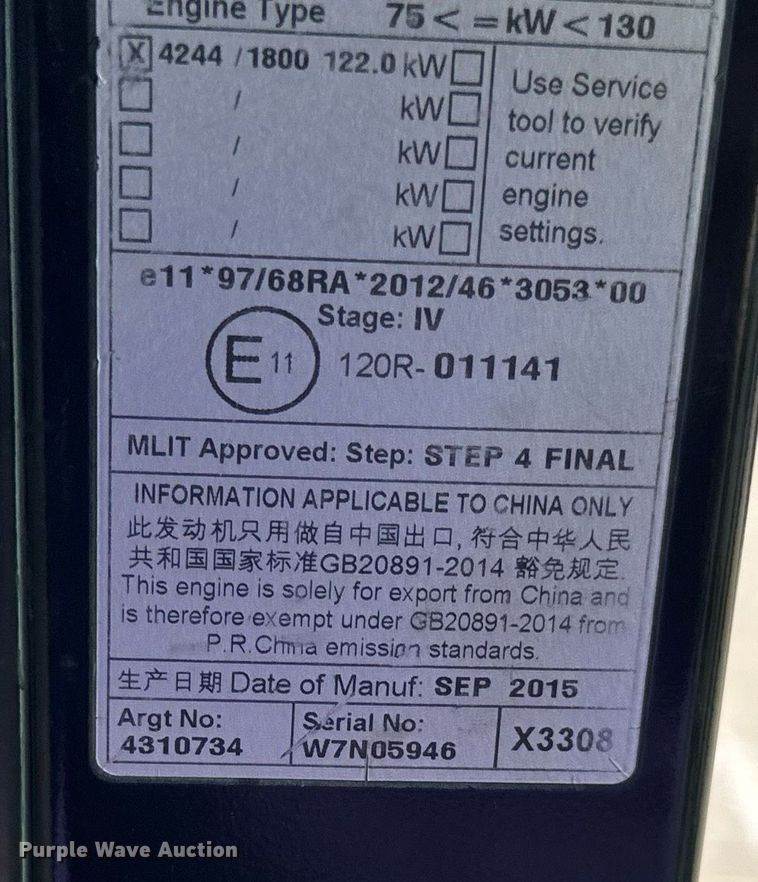 Engine Type 75 < = kW < 130
X 4244 / 1800 122.0 kW
/ kW
/ kW
/ kW
/ kW
Use Service
tool to verify
current
engine
settings.
e11*97/68RA*2012/46*3053*00
Stage: IV
E 11 120R- 011141
MLIT Approved: Step: STEP 4 FINAL
INFORMATION APPLICABLE TO CHINA ONLY
此发动机只用做自中国出口, 符合中华人民
共和国国家标准GB20891-2014 豁免规定.
This engine is solely for export from China and
is therefore exempt under GB20891-2014 from
P.R.China emission standards.
生产日期 Date of Manuf: SEP 2015
Argt No:
4310734
Serial No:
W7N05946
X3308
Purple Wave Auction